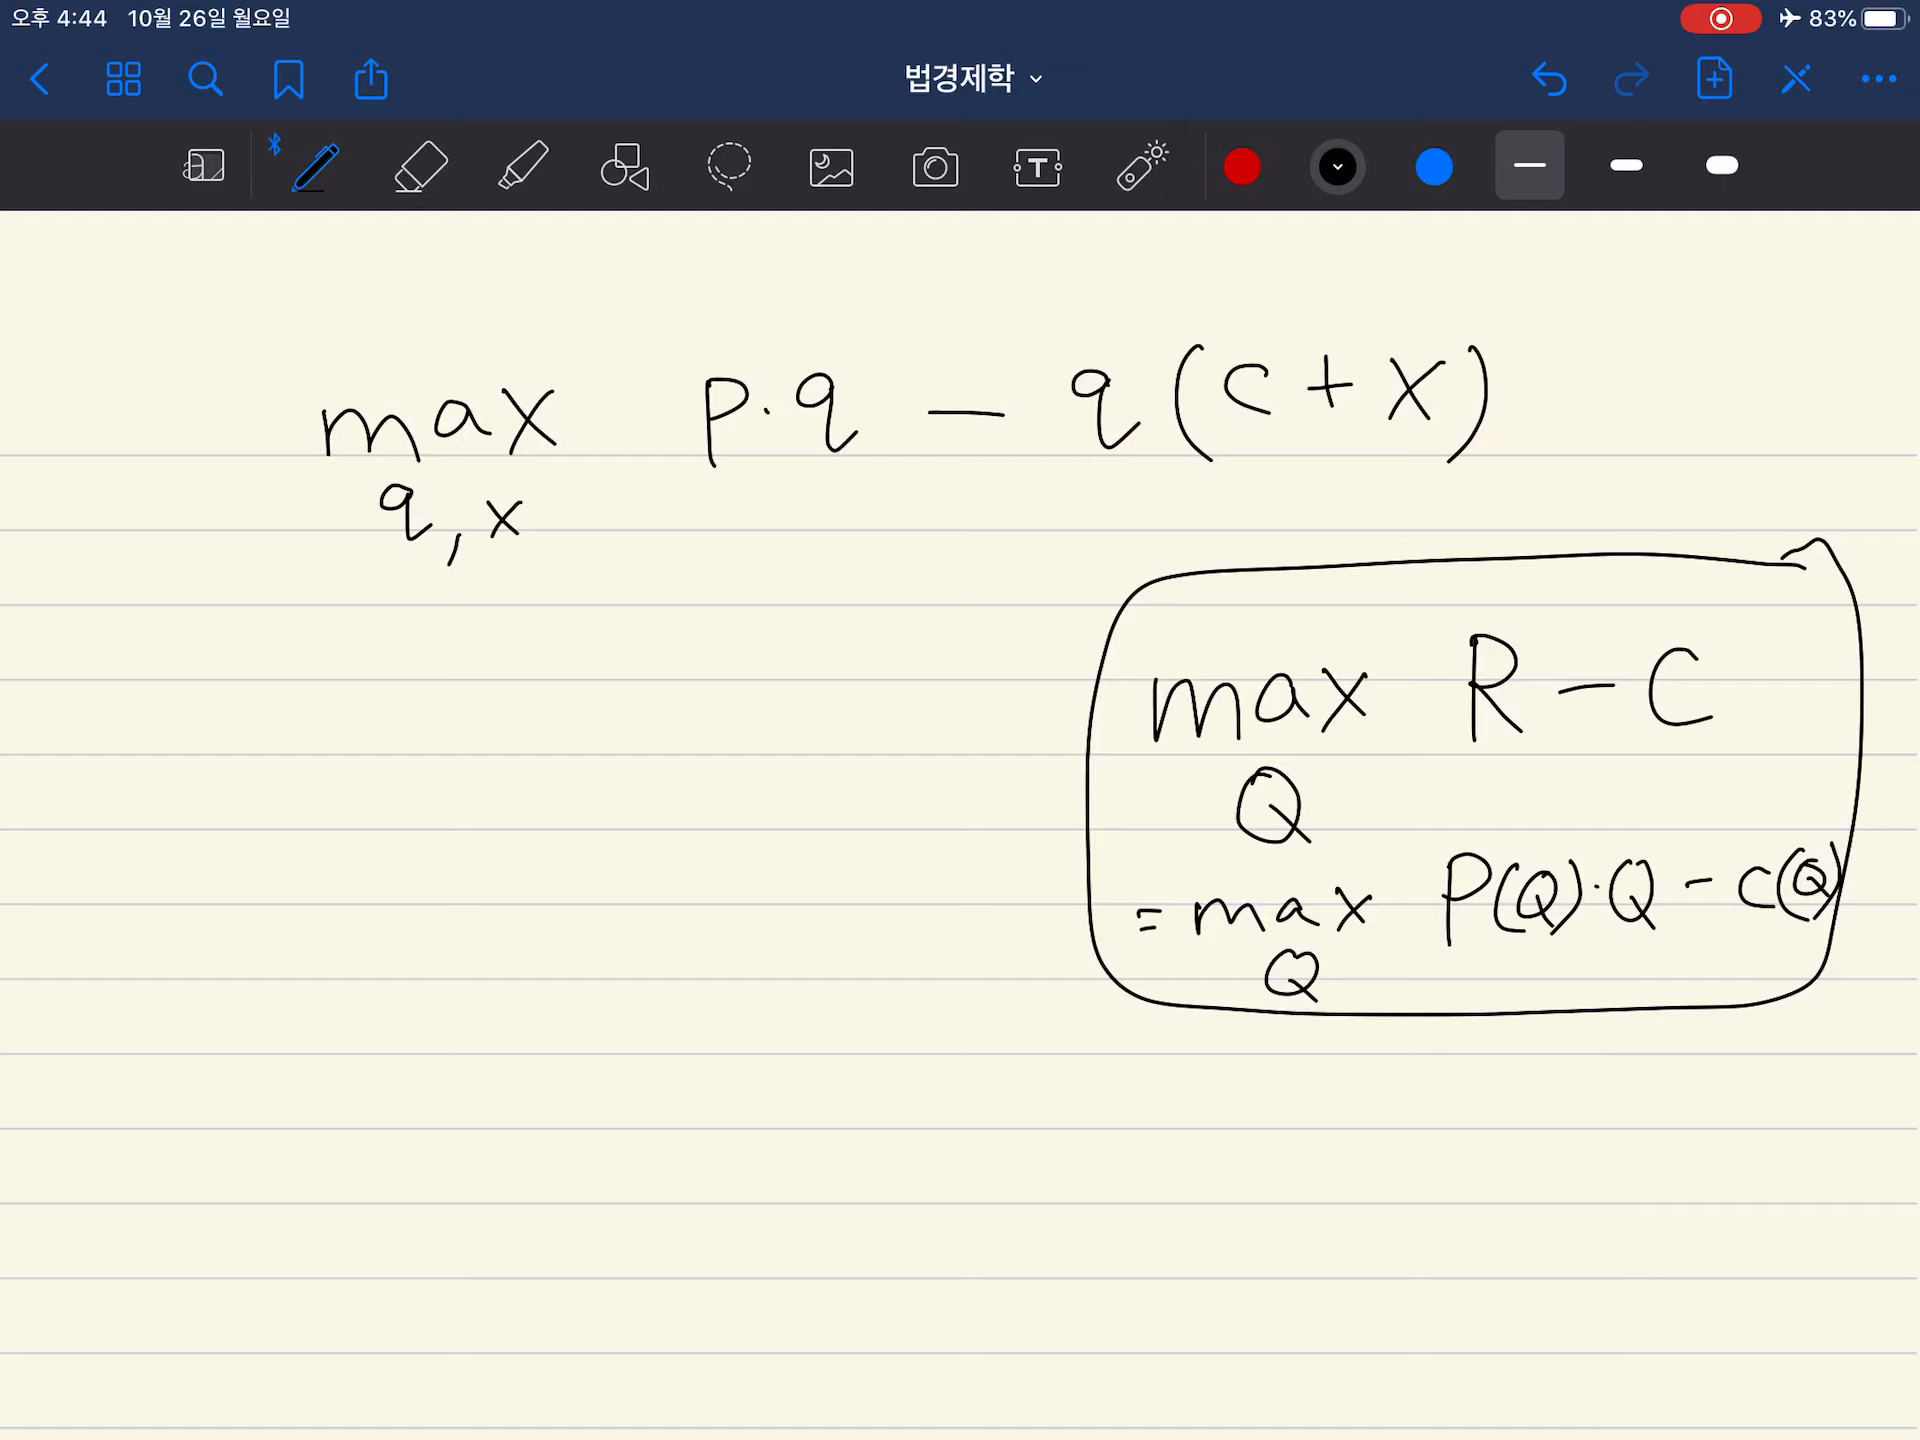 오후 4:44 10월 26일 월요일 83%
법경제학
max p·q − q(c + x)
q, x
max R − C
Q
= max P(Q)·Q − C(Q)
Q